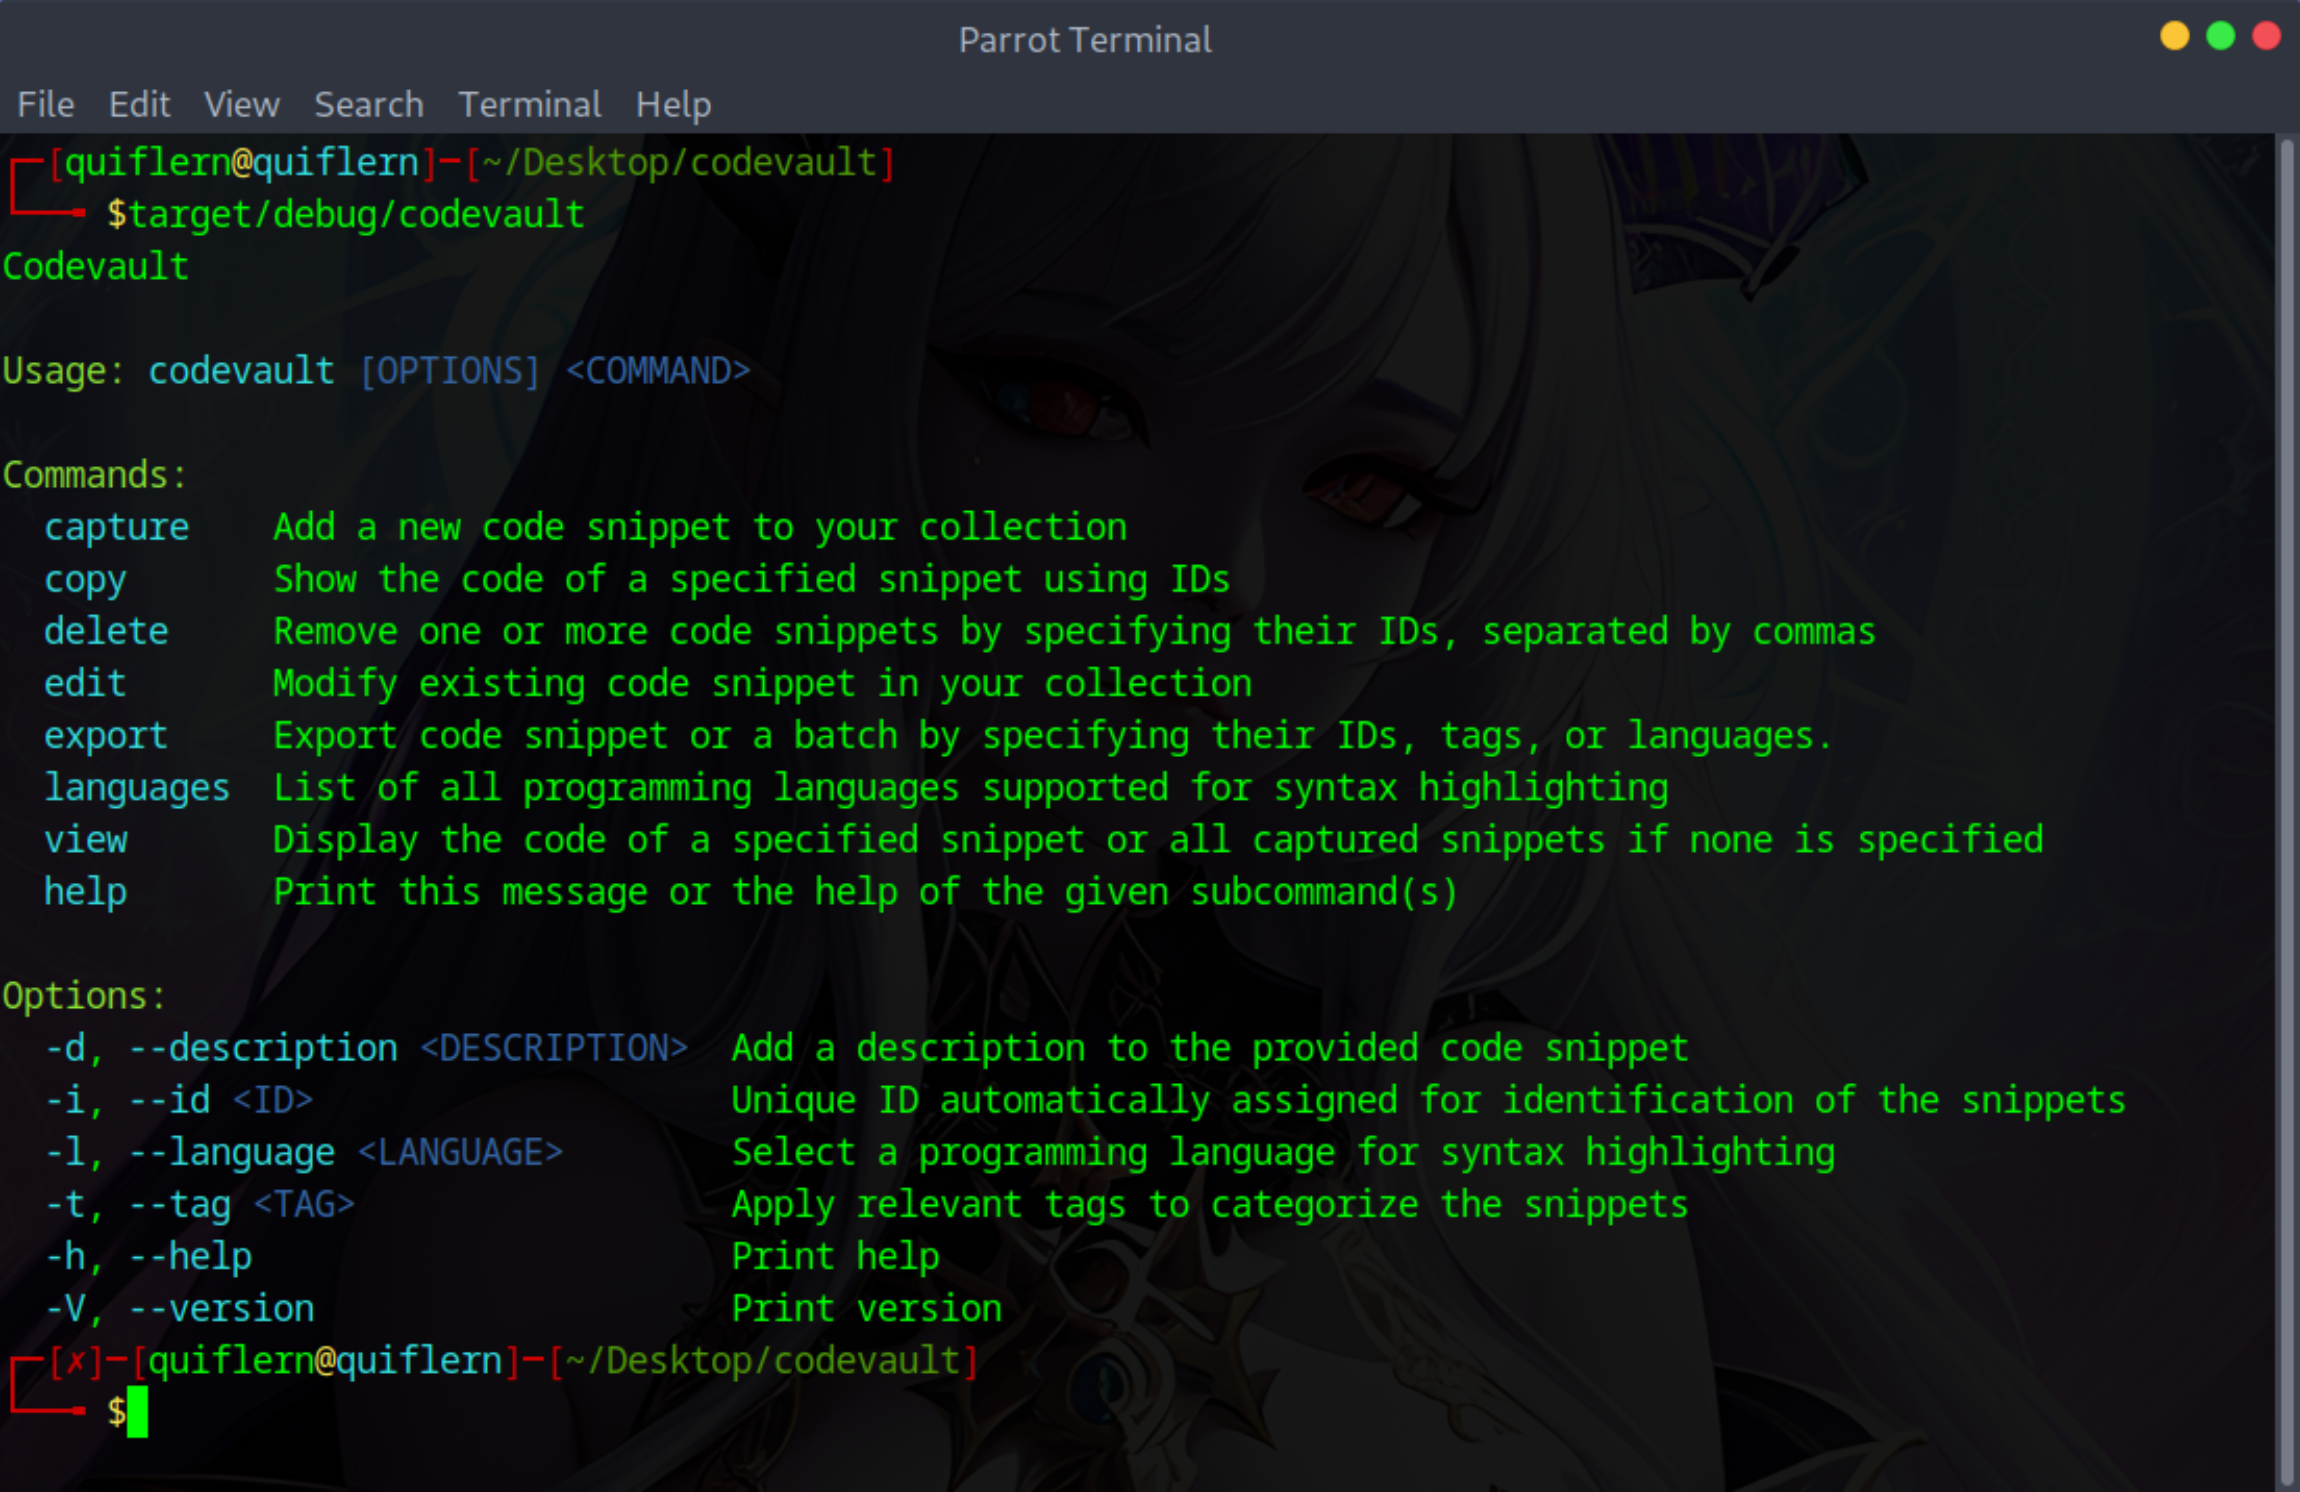 Parrot Terminal
File Edit View Search Terminal Help
┌─[quiflern@quiflern]─[~/Desktop/codevault]
└──╼ $target/debug/codevault
Codevault

Usage: codevault [OPTIONS] <COMMAND>

Commands:
  capture    Add a new code snippet to your collection
  copy       Show the code of a specified snippet using IDs
  delete     Remove one or more code snippets by specifying their IDs, separated by commas
  edit       Modify existing code snippet in your collection
  export     Export code snippet or a batch by specifying their IDs, tags, or languages.
  languages  List of all programming languages supported for syntax highlighting
  view       Display the code of a specified snippet or all captured snippets if none is specified
  help       Print this message or the help of the given subcommand(s)

Options:
  -d, --description <DESCRIPTION>  Add a description to the provided code snippet
  -i, --id <ID>                    Unique ID automatically assigned for identification of the snippets
  -l, --language <LANGUAGE>        Select a programming language for syntax highlighting
  -t, --tag <TAG>                  Apply relevant tags to categorize the snippets
  -h, --help                       Print help
  -V, --version                    Print version
┌─[✗]─[quiflern@quiflern]─[~/Desktop/codevault]
└──╼ $